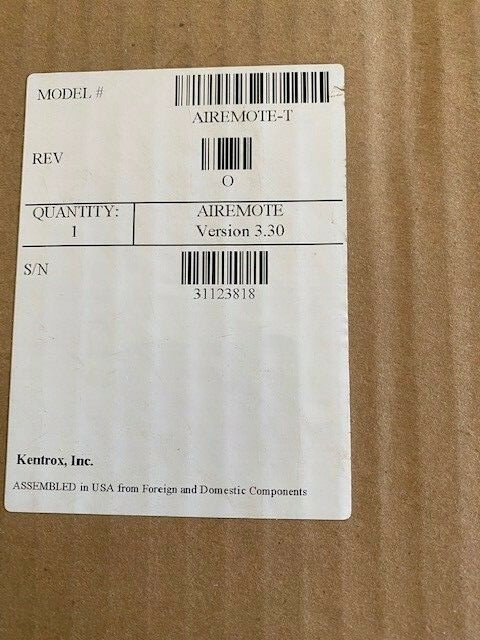 MODEL #
AIREMOTE-T
REV
O
QUANTITY:
1
AIREMOTE
Version 3.30
S/N
31123818
Kentrox, Inc.
ASSEMBLED in USA from Foreign and Domestic Components